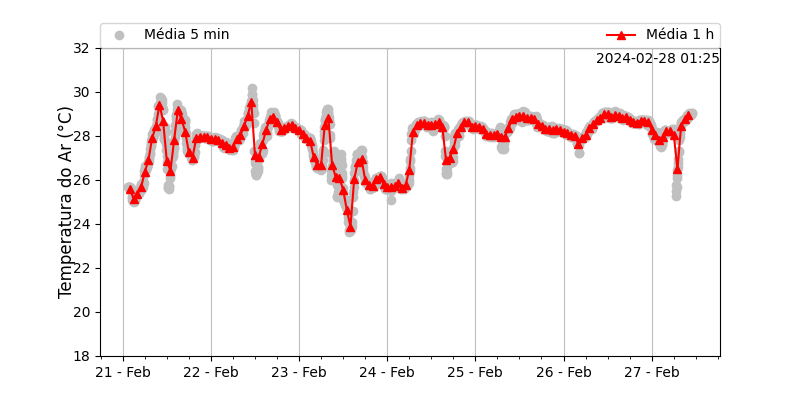 Média 5 min
Média 1 h
2024-02-28 01:25
Temperatura do Ar (°C)
32
30
28
26
24
22
20
18
21 - Feb
22 - Feb
23 - Feb
24 - Feb
25 - Feb
26 - Feb
27 - Feb